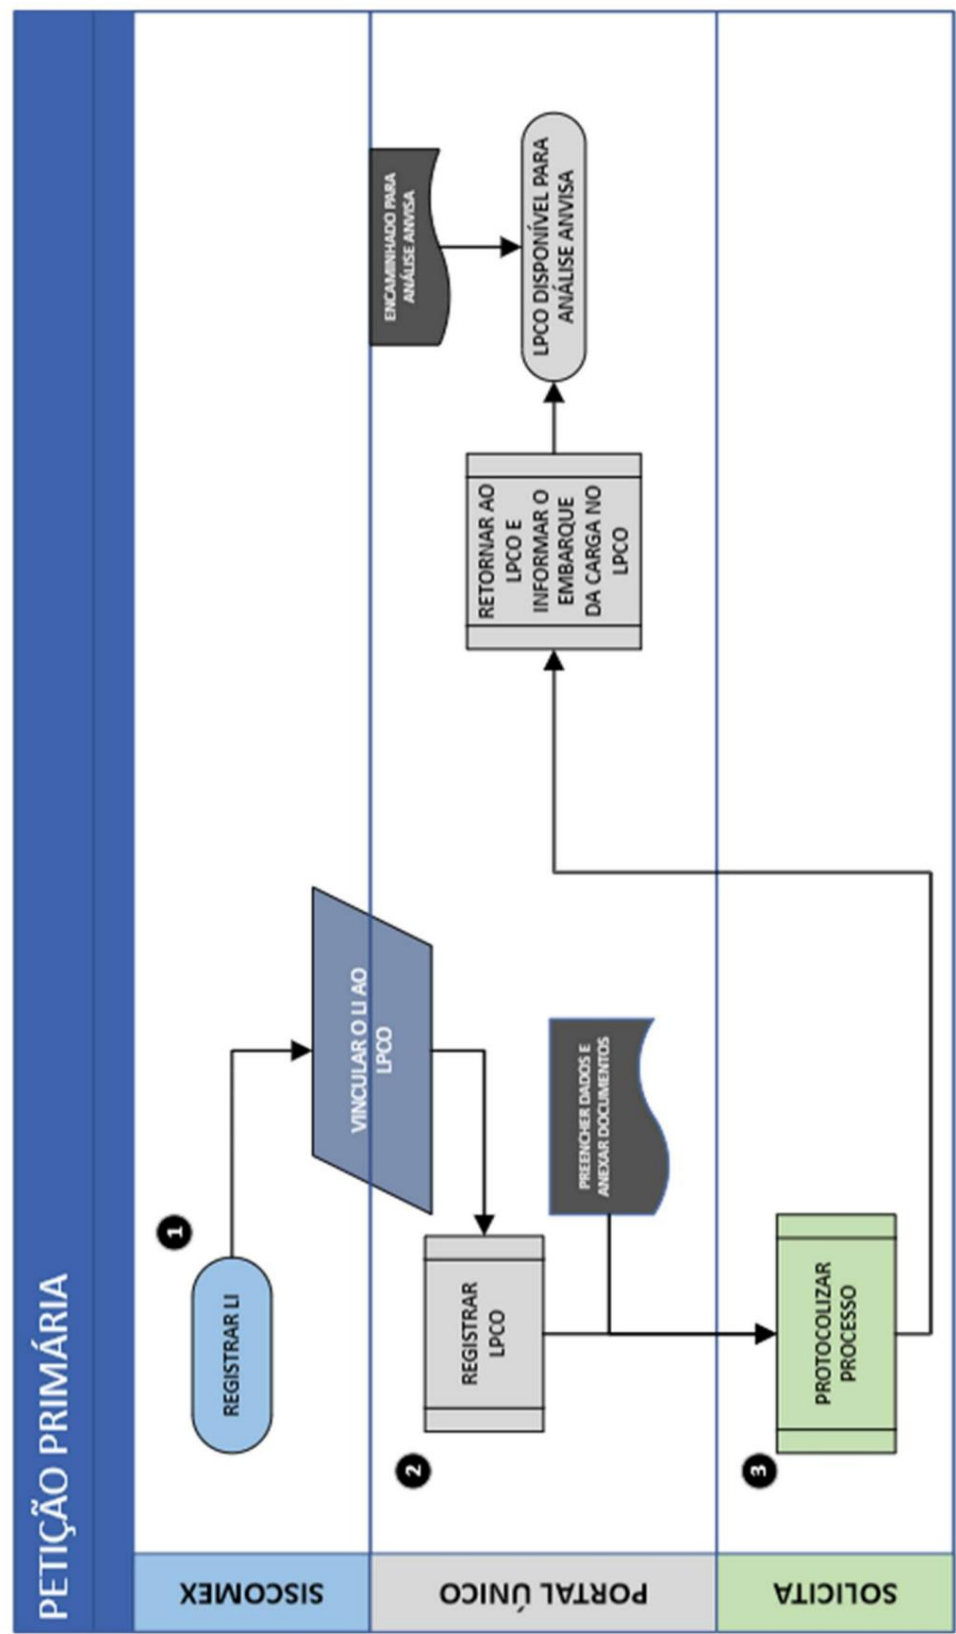 PETIÇÃO PRIMÁRIA
SISCOMEX
1
REGISTRAR LI
VINCULAR O LI AO
LPCO
PORTAL ÚNICO
2
REGISTRAR
LPCO
PREENCHER DADOS E
ANEXAR DOCUMENTOS
RETORNAR AO
LPCO E
INFORMAR O
EMBARQUE
DA CARGA NO
LPCO
ENCAMINHADO PARA
ANÁLISE ANVISA
LPCO DISPONÍVEL PARA
ANÁLISE ANVISA
SOLICITA
3
PROTOCOLIZAR
PROCESSO